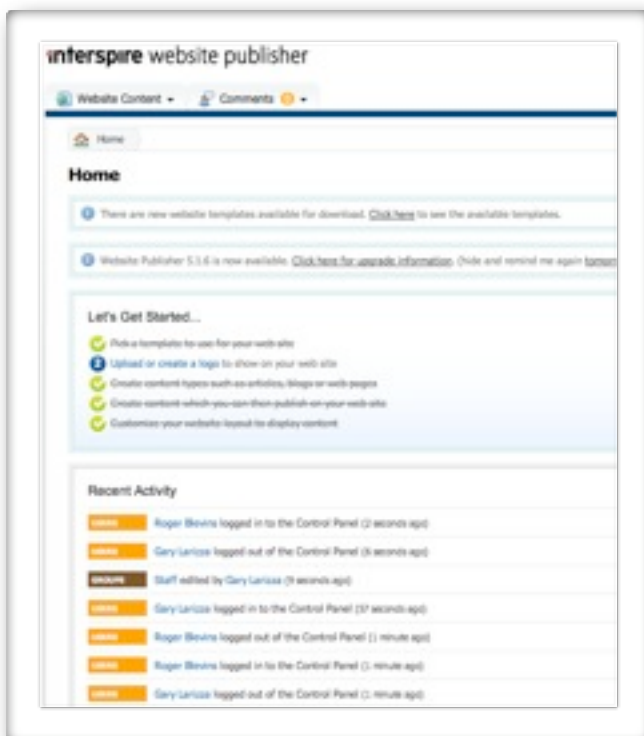 interspire website publisher
Website Content Comments
Home
Home
There are new website templates available for download. Click here to see the available templates.
Website Publisher 5.1.6 is now available. Click here for upgrade information. (hide and remind me again tomorr
Let's Get Started...
Pick a template to use for your web site
2 Upload or create a logo to show on your web site
Create content types such as articles, blogs or web pages
Create content which you can then publish on your web site
Customize your website layout to display content
Recent Activity
USERS Roger Blevins logged in to the Control Panel (2 seconds ago)
USERS Gary Larizza logged out of the Control Panel (6 seconds ago)
GROUPS Staff edited by Gary Larizza (9 seconds ago)
USERS Gary Larizza logged in to the Control Panel (37 seconds ago)
USERS Roger Blevins logged out of the Control Panel (1 minute ago)
USERS Roger Blevins logged in to the Control Panel (1 minute ago)
USERS Gary Larizza logged out of the Control Panel (1 minute ago)